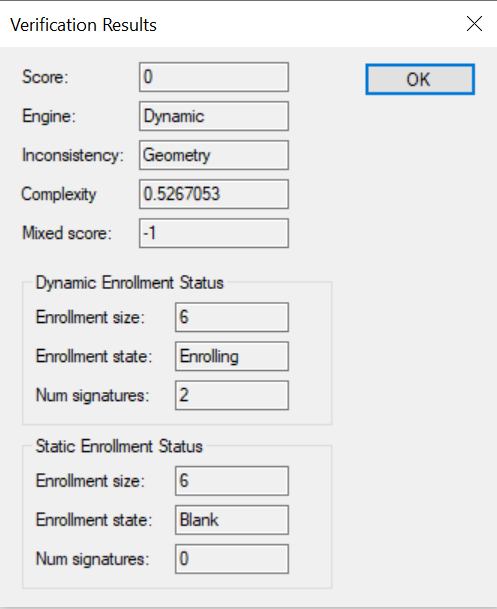 Verification Results
OK
Score: 0
Engine: Dynamic
Inconsistency: Geometry
Complexity 0.5267053
Mixed score: -1
Dynamic Enrollment Status
Enrollment size: 6
Enrollment state: Enrolling
Num signatures: 2
Static Enrollment Status
Enrollment size: 6
Enrollment state: Blank
Num signatures: 0